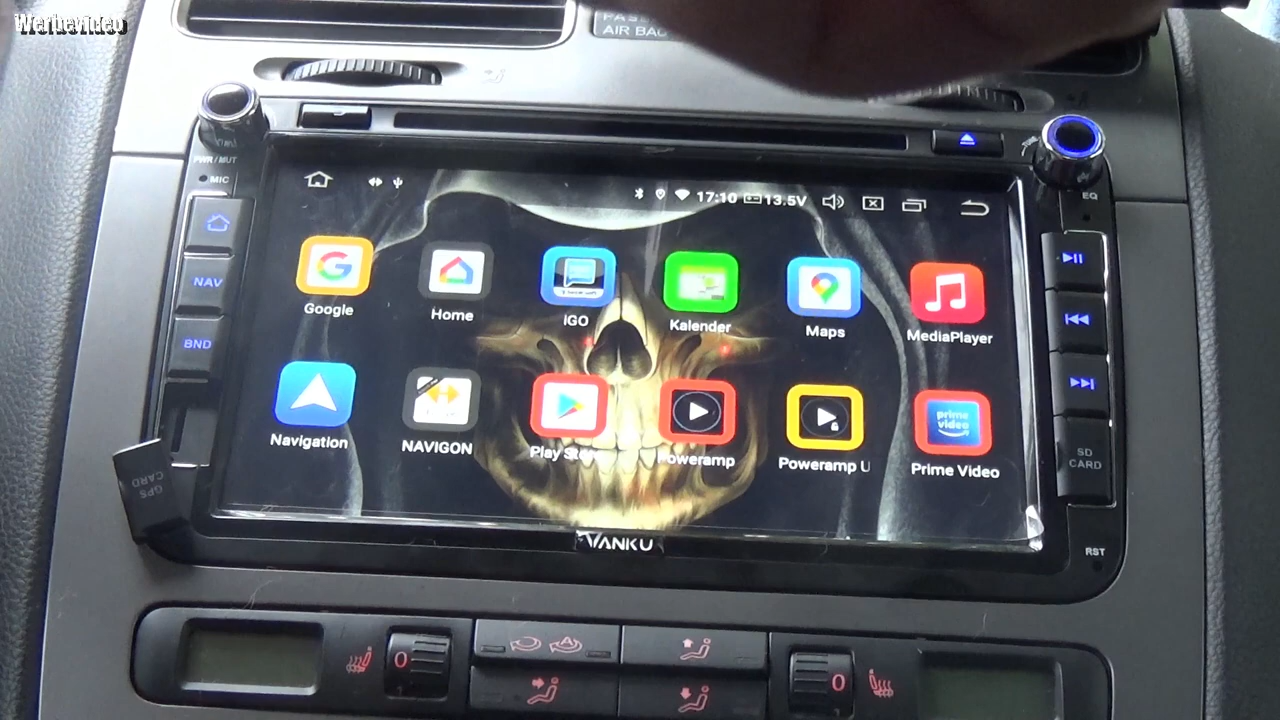 Werbevideo
PASS
AIR BAG
PWR / MUT
MIC
17:10
13.5V
EQ
NAV
BND
GPS
CARD
Google
Home
IGO
Kalender
Maps
MediaPlayer
Navigation
NAVIGON
Play Store
Poweramp
Poweramp U
prime
video
Prime Video
SD
CARD
VANKU
RST
0
0